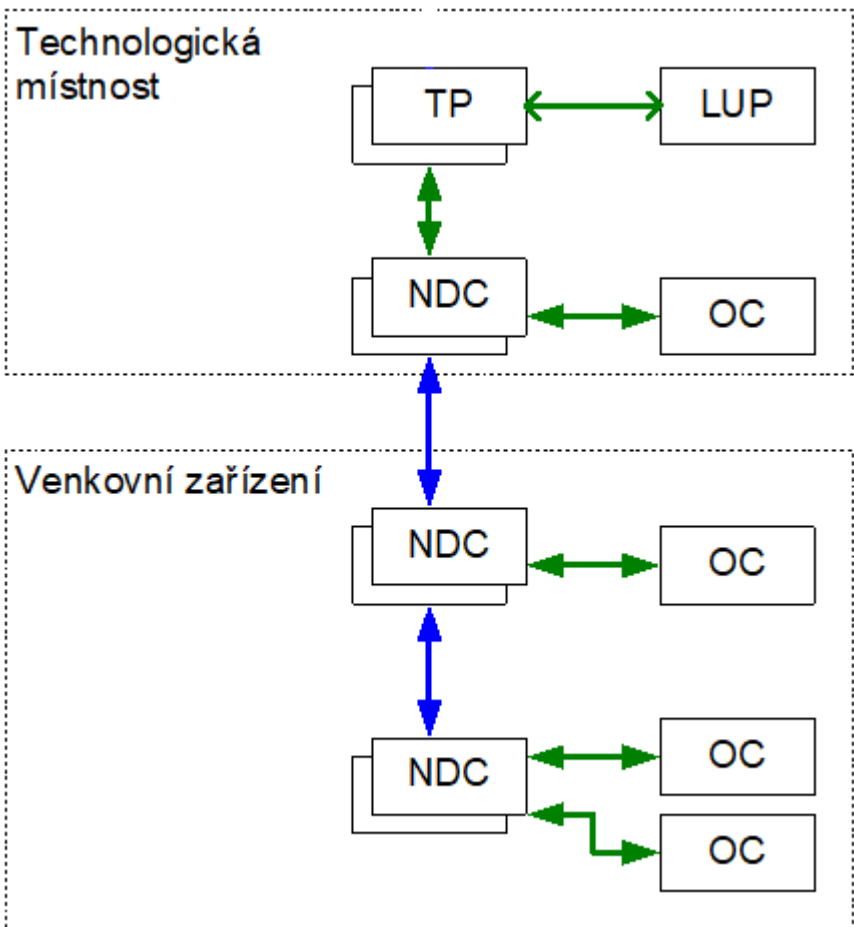 Technologická
místnost
TP
LUP
NDC
OC
Venkovní zařízení
NDC
OC
NDC
OC
OC